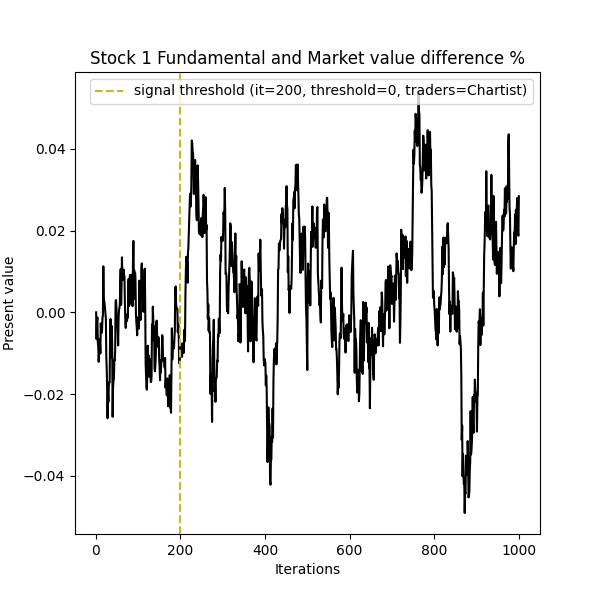 Stock 1 Fundamental and Market value difference %
signal threshold (it=200, threshold=0, traders=Chartist)
0.04
0.02
0.00
−0.02
−0.04
Present value
0 200 400 600 800 1000
Iterations